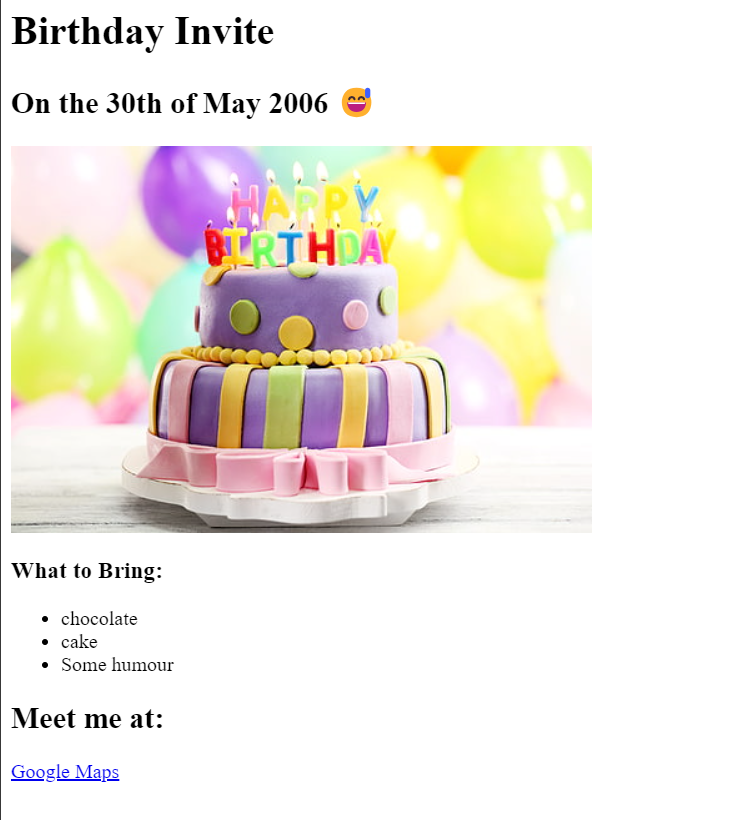 Birthday Invite
On the 30th of May 2006 😅
HAPPY
BIRTHDAY
What to Bring:
chocolate
cake
Some humour
Meet me at:
Google Maps